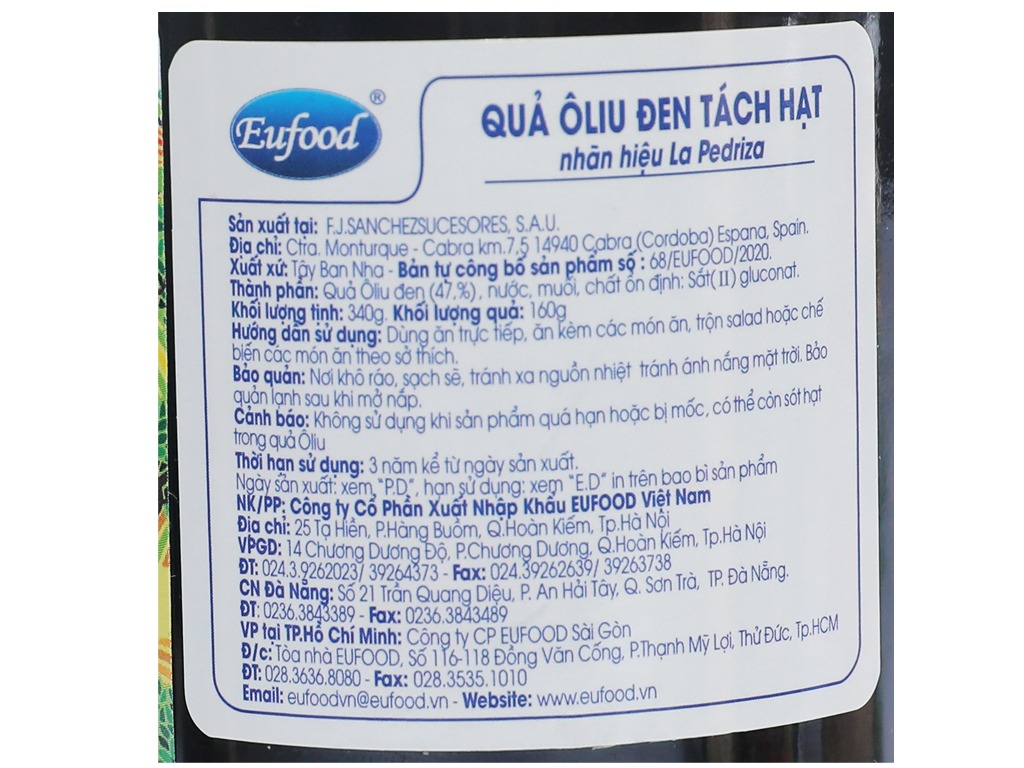 Eufood ®
QUẢ ÔLIU ĐEN TÁCH HẠT
nhãn hiệu La Pedriza
Sản xuất tại: F.J.SANCHEZSUCESORES, S.A.U.
Địa chỉ: Ctra. Monturque - Cabra km.7,5 14940 Cabra (Cordoba) Espana, Spain.
Xuất xứ: Tây Ban Nha - Bản tự công bố sản phẩm số : 68/EUFOOD/2020.
Thành phần: Quả Ôliu đen (47,%), nước, muối, chất ổn định: Sắt(II) gluconat.
Khối lượng tịnh: 340g. Khối lượng quả: 160g
Hướng dẫn sử dụng: Dùng ăn trực tiếp, ăn kèm các món ăn, trộn salad hoặc chế
biến các món ăn theo sở thích.
Bảo quản: Nơi khô ráo, sạch sẽ, tránh xa nguồn nhiệt tránh ánh nắng mặt trời. Bảo
quản lạnh sau khi mở nắp.
Cảnh báo: Không sử dụng khi sản phẩm quá hạn hoặc bị mốc, có thể còn sót hạt
trong quả Ôliu
Thời hạn sử dụng: 3 năm kể từ ngày sản xuất.
Ngày sản xuất: xem "P.D", hạn sử dụng: xem "E.D" in trên bao bì sản phẩm
NK/PP: Công ty Cổ Phần Xuất Nhập Khẩu EUFOOD Việt Nam
Địa chỉ: 25 Tạ Hiền, P.Hàng Buồm, Q.Hoàn Kiếm, Tp.Hà Nội
VPGD: 14 Chương Dương Độ, P.Chương Dương, Q.Hoàn Kiếm, Tp.Hà Nội
ĐT: 024.3.9262023/ 39264373 - Fax: 024.39262639/ 39263738
CN Đà Nẵng: Số 21 Trần Quang Diệu, P. An Hải Tây, Q. Sơn Trà, TP. Đà Nẵng.
ĐT: 0236.3843389 - Fax: 0236.3843489
VP tại TP.Hồ Chí Minh: Công ty CP EUFOOD Sài Gòn
Đ/c: Tòa nhà EUFOOD, Số 116-118 Đồng Văn Cống, P.Thạnh Mỹ Lợi, Thử Đức, Tp.HCM
ĐT: 028.3636.8080 - Fax: 028.3535.1010
Email: eufoodvn@eufood.vn - Website: www.eufood.vn